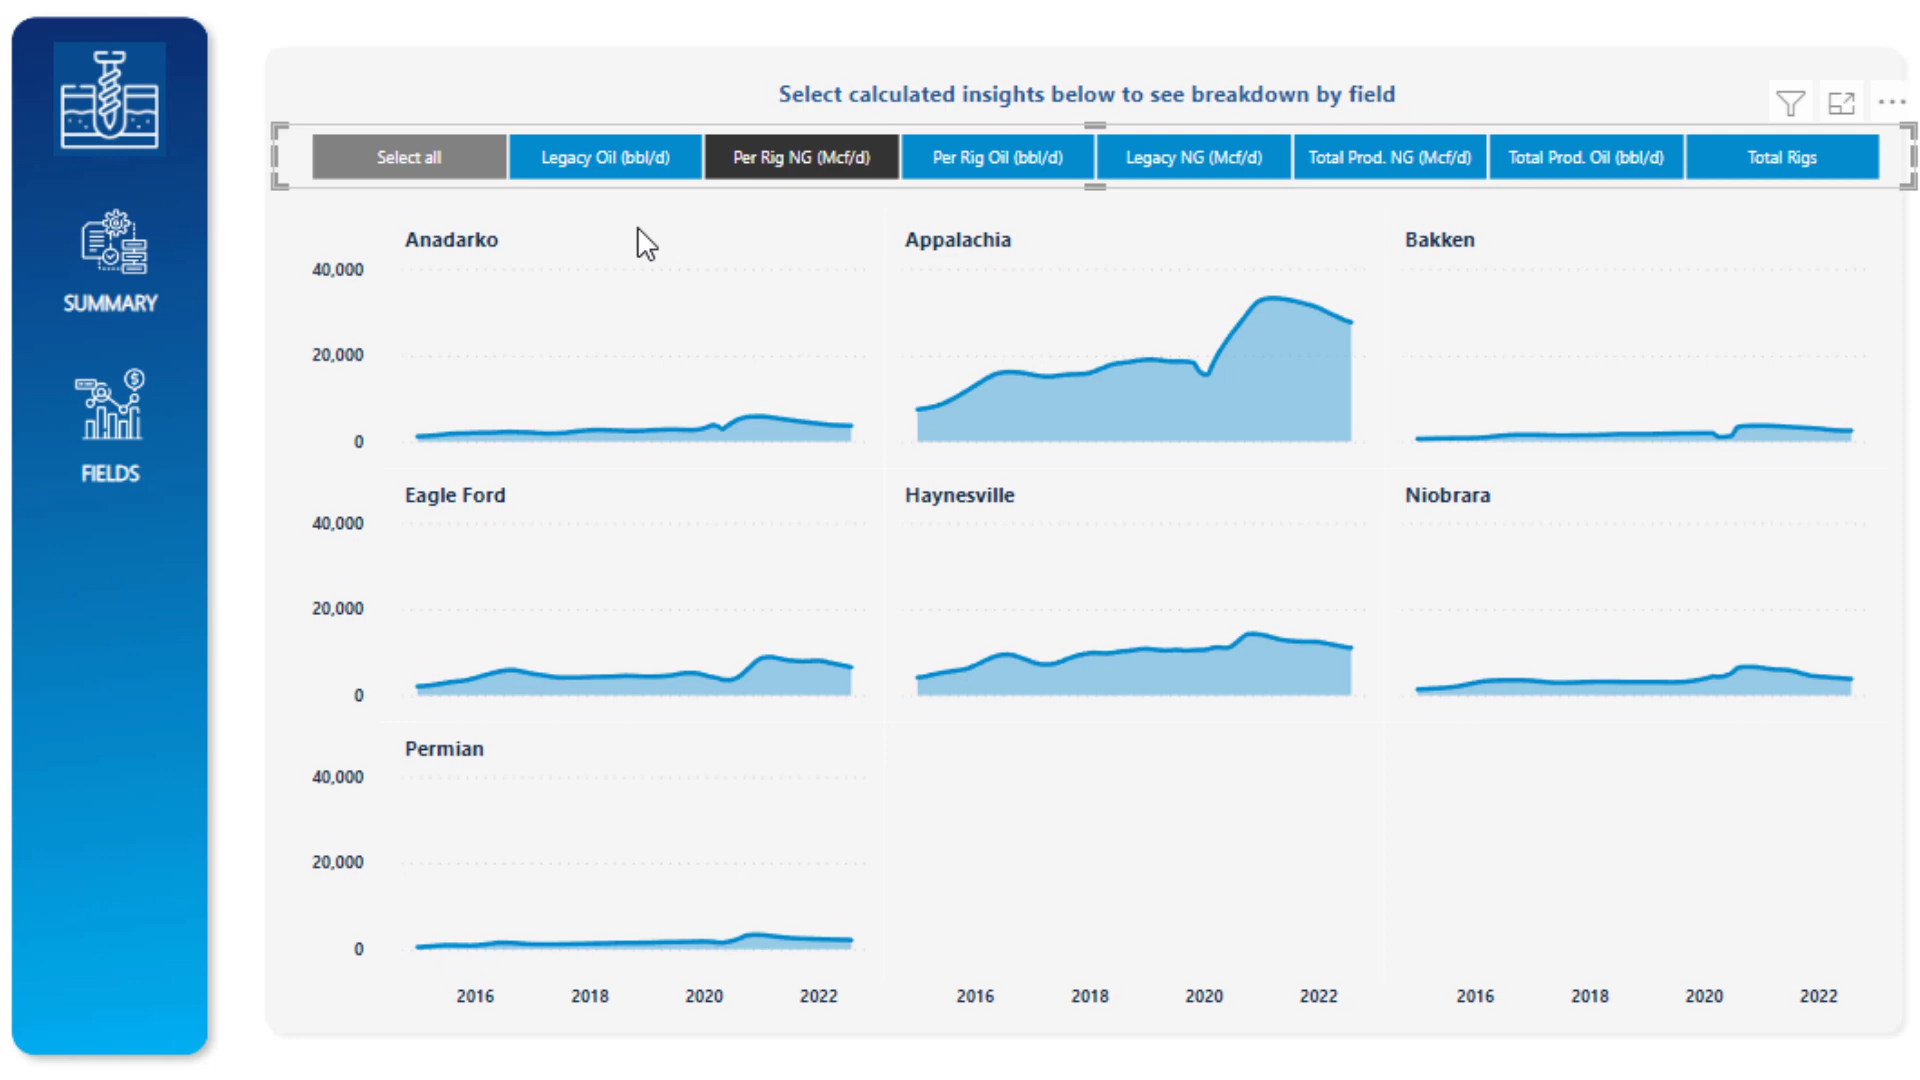 Select calculated insights below to see breakdown by field
Select all
Legacy Oil (bbl/d)
Per Rig NG (Mcf/d)
Per Rig Oil (bbl/d)
Legacy NG (Mcf/d)
Total Prod. NG (Mcf/d)
Total Prod. Oil (bbl/d)
Total Rigs
SUMMARY
FIELDS
Anadarko
Appalachia
Bakken
40,000
20,000
0
Eagle Ford
Haynesville
Niobrara
40,000
20,000
0
Permian
40,000
20,000
0
2016 2018 2020 2022
2016 2018 2020 2022
2016 2018 2020 2022